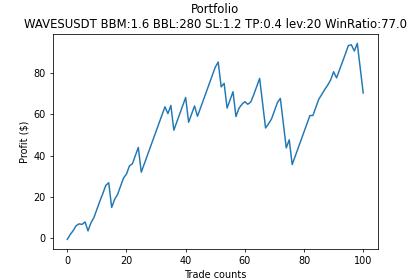 Portfolio
WAVESUSDT BBM:1.6 BBL:280 SL:1.2 TP:0.4 lev:20 WinRatio:77.0
Profit ($)
80
60
40
20
0
0 20 40 60 80 100
Trade counts